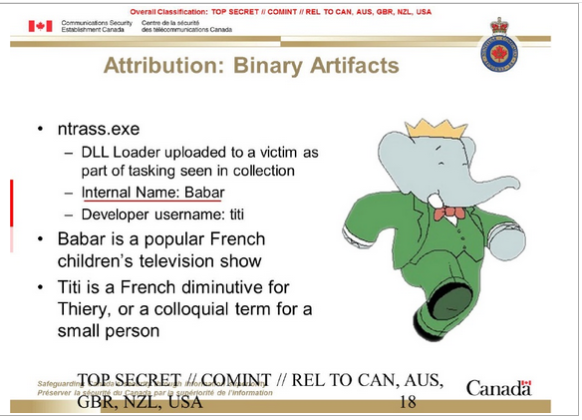 Overall Classification: TOP SECRET // COMINT // REL TO CAN, AUS, GBR, NZL, USA
Communications Security Centre de la sécurité
Establishment Canada des télécommunications Canada
Attribution: Binary Artifacts
• ntrass.exe
– DLL Loader uploaded to a victim as
part of tasking seen in collection
– Internal Name: Babar
– Developer username: titi
• Babar is a popular French
children's television show
• Titi is a French diminutive for
Thiery, or a colloquial term for a
small person
Safeguarding
TOP SECRET // COMINT // REL TO CAN, AUS,
Préserver la sécurité du Canada par la supériorité de l'information
GBR, NZL, USA 18
Canada